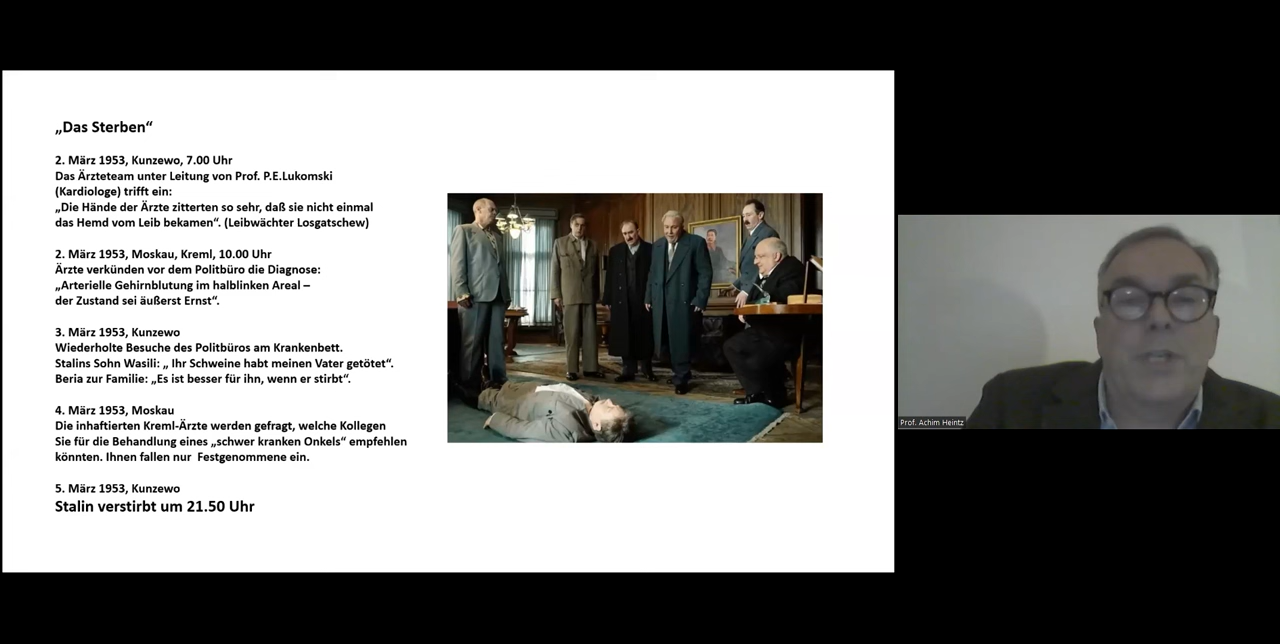 „Das Sterben“
2. März 1953, Kunzewo, 7.00 Uhr
Das Ärzteteam unter Leitung von Prof. P.E.Lukomski
(Kardiologe) trifft ein:
„Die Hände der Ärzte zitterten so sehr, daß sie nicht einmal
das Hemd vom Leib bekamen“. (Leibwächter Losgatschew)
2. März 1953, Moskau, Kreml, 10.00 Uhr
Ärzte verkünden vor dem Politbüro die Diagnose:
„Arterielle Gehirnblutung im halblinken Areal –
der Zustand sei äußerst Ernst“.
3. März 1953, Kunzewo
Wiederholte Besuche des Politbüros am Krankenbett.
Stalins Sohn Wasili: „ Ihr Schweine habt meinen Vater getötet“.
Beria zur Familie: „Es ist besser für ihn, wenn er stirbt“.
4. März 1953, Moskau
Die inhaftierten Kreml-Ärzte werden gefragt, welche Kollegen
Sie für die Behandlung eines „schwer kranken Onkels“ empfehlen
könnten. Ihnen fallen nur  Festgenommene ein.
5. März 1953, Kunzewo
Stalin verstirbt um 21.50 Uhr
Prof. Achim Heintz